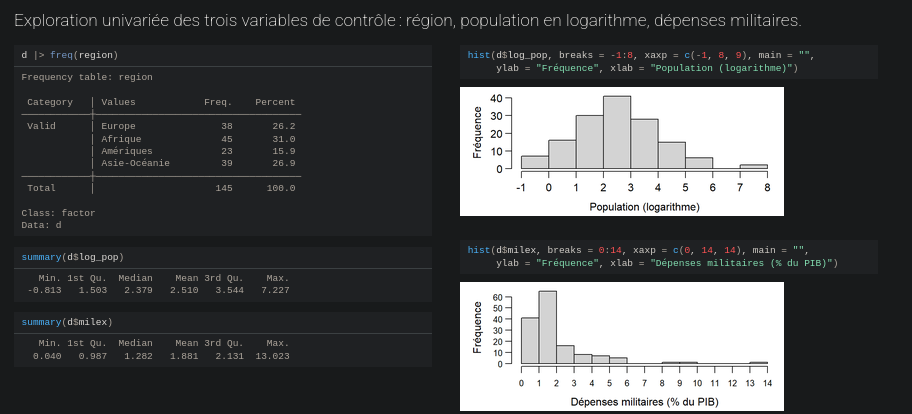 Exploration univariée des trois variables de contrôle : région, population en logarithme, dépenses militaires.
d |> freq(region)
Frequency table: region
Category | Values Freq. Percent
Valid | Europe 38 26.2
| Afrique 45 31.0
| Amériques 23 15.9
| Asie-Océanie 39 26.9
Total | 145 100.0
Class: factor
Data: d
summary(d$log_pop)
Min. 1st Qu. Median Mean 3rd Qu. Max.
-0.813 1.503 2.379 2.510 3.544 7.227
summary(d$milex)
Min. 1st Qu. Median Mean 3rd Qu. Max.
0.040 0.987 1.282 1.881 2.131 13.023
hist(d$log_pop, breaks = -1:8, xaxp = c(-1, 8, 9), main = "",
ylab = "Fréquence", xlab = "Population (logarithme)")
Fréquence
40
30
20
10
0
-1 0 1 2 3 4 5 6 7 8
Population (logarithme)
hist(d$milex, breaks = 0:14, xaxp = c(0, 14, 14), main = "",
ylab = "Fréquence", xlab = "Dépenses militaires (% du PIB)")
Fréquence
60
50
40
30
20
10
0
0 1 2 3 4 5 6 7 8 9 10 11 12 13 14
Dépenses militaires (% du PIB)